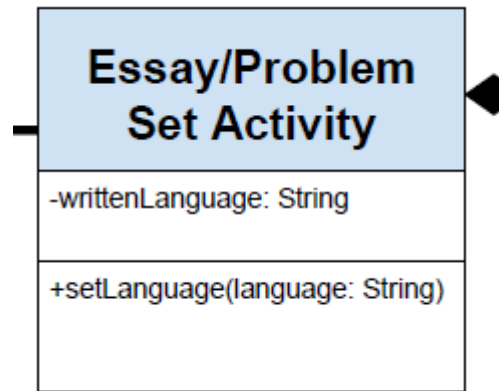 Essay/Problem
Set Activity
-writtenLanguage: String
+setLanguage(language: String)